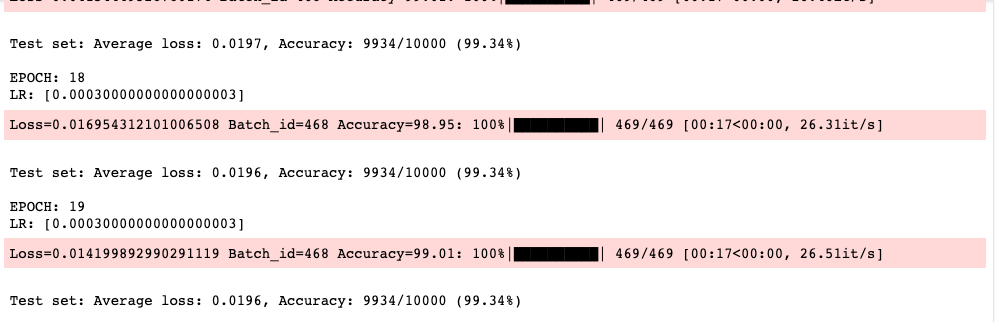 Test set: Average loss: 0.0197, Accuracy: 9934/10000 (99.34%)
EPOCH: 18
LR: [0.00030000000000000003]
Loss=0.016954312101006508 Batch_id=468 Accuracy=98.95: 100%|██████████| 469/469 [00:17<00:00, 26.31it/s]
Test set: Average loss: 0.0196, Accuracy: 9934/10000 (99.34%)
EPOCH: 19
LR: [0.00030000000000000003]
Loss=0.014199892990291119 Batch_id=468 Accuracy=99.01: 100%|██████████| 469/469 [00:17<00:00, 26.51it/s]
Test set: Average loss: 0.0196, Accuracy: 9934/10000 (99.34%)